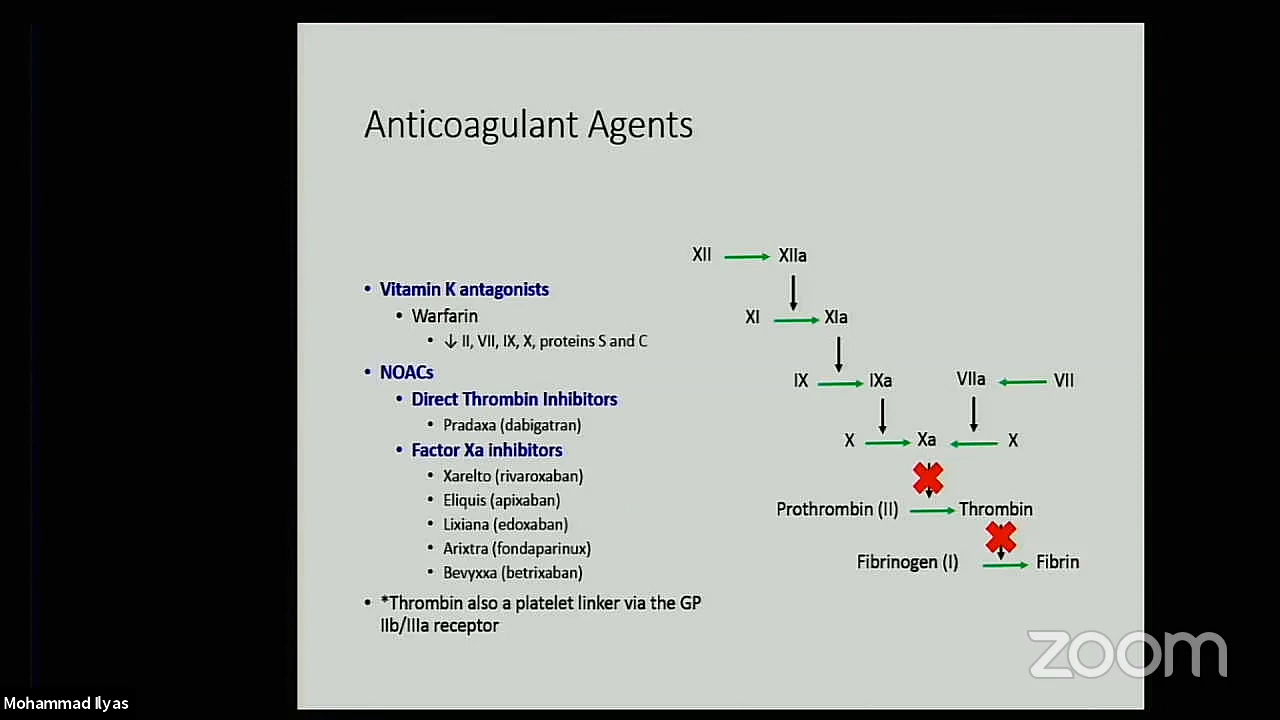 Anticoagulant Agents
• Vitamin K antagonists
• Warfarin
• ↓ II, VII, IX, X, proteins S and C
• NOACs
• Direct Thrombin Inhibitors
• Pradaxa (dabigatran)
• Factor Xa inhibitors
• Xarelto (rivaroxaban)
• Eliquis (apixaban)
• Lixiana (edoxaban)
• Arixtra (fondaparinux)
• Bevyxxa (betrixaban)
• *Thrombin also a platelet linker via the GP
IIb/IIIa receptor
XII XIIa
XI XIa
IX IXa VIIa VII
X Xa X
Prothrombin (II) Thrombin
Fibrinogen (I) Fibrin
zoom
Mohammad Ilyas